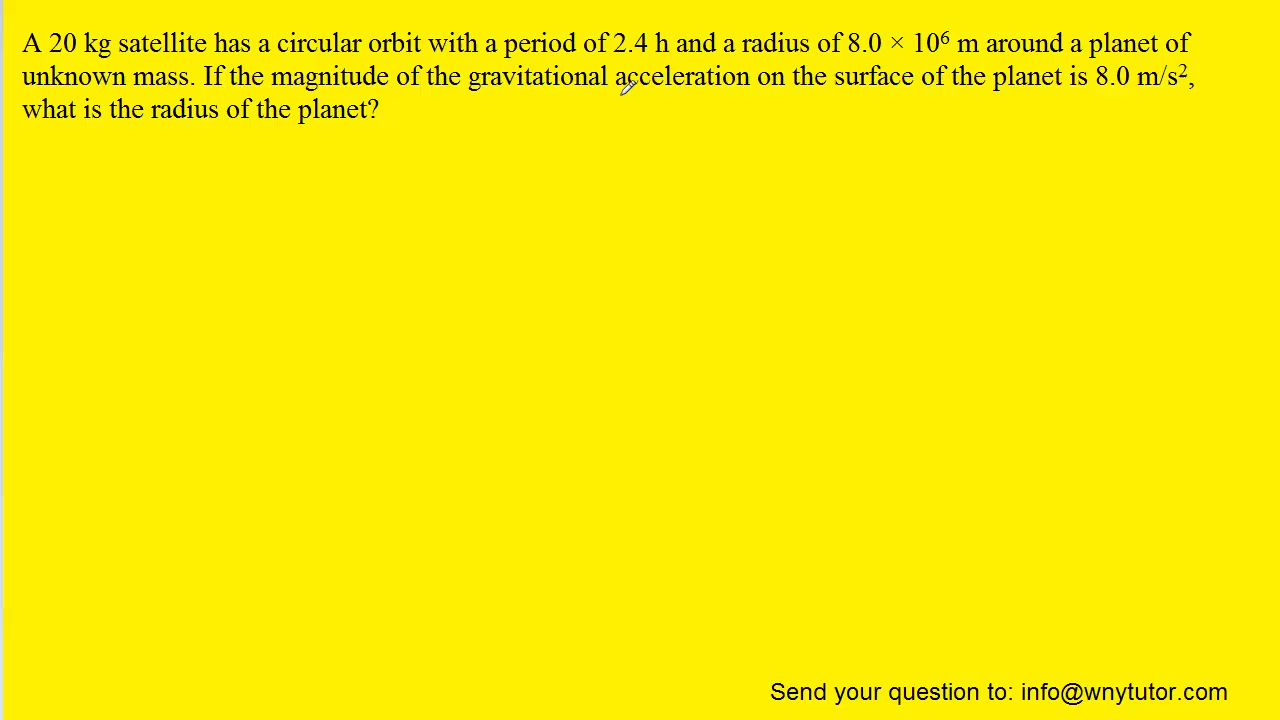 A 20 kg satellite has a circular orbit with a period of 2.4 h and a radius of 8.0 × 10⁶ m around a planet of
unknown mass. If the magnitude of the gravitational acceleration on the surface of the planet is 8.0 m/s²,
what is the radius of the planet?
Send your question to: info@wnytutor.com